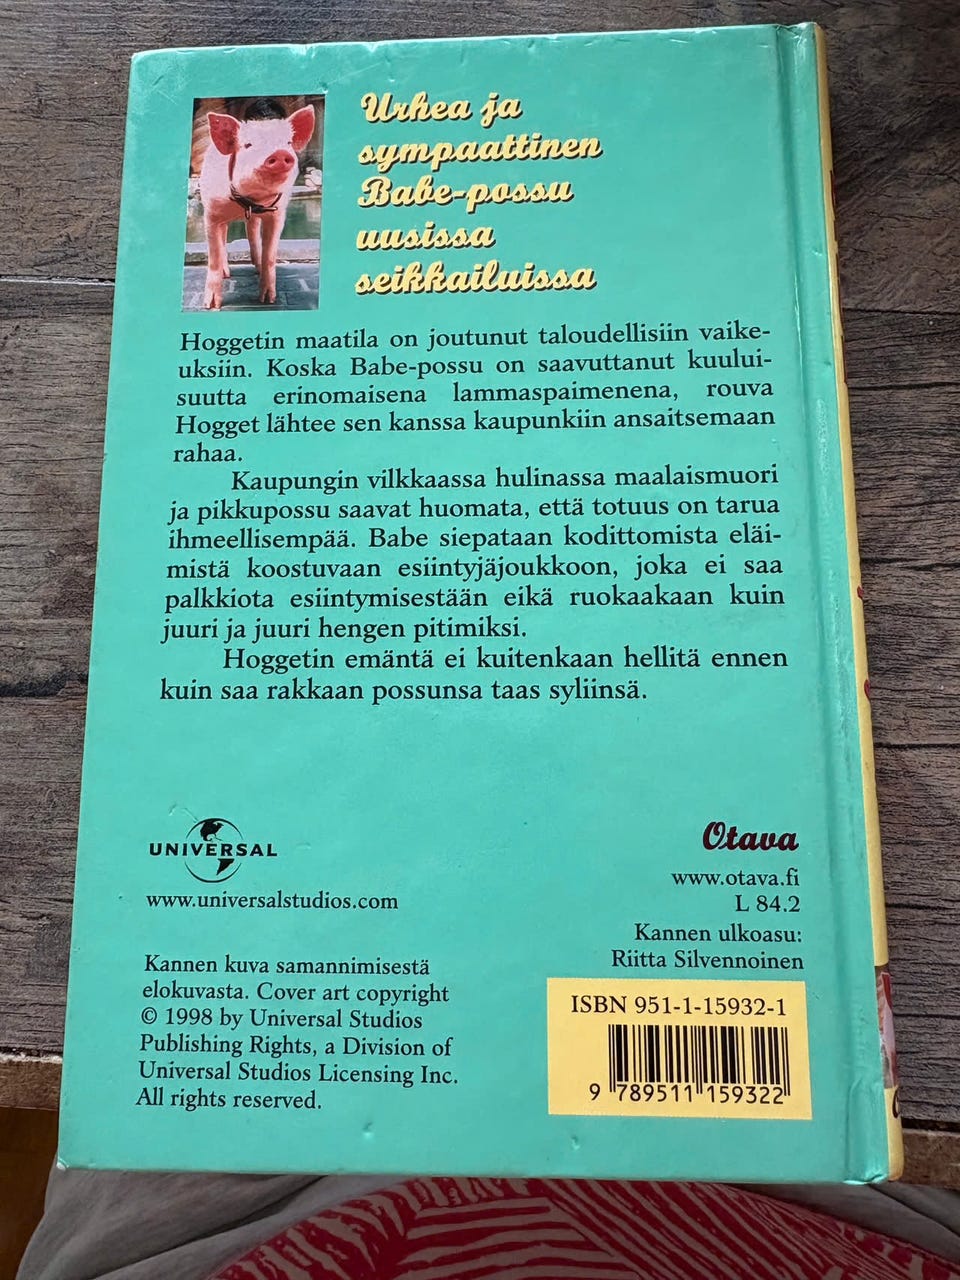 Urhea ja
sympaattinen
Babe-possu
uusissa
seikkailuissa
Hoggetin maatila on joutunut taloudellisiin vaike-
uksiin. Koska Babe-possu on saavuttanut kuului-
suutta erinomaisena lammaspaimenena, rouva
Hogget lähtee sen kanssa kaupunkiin ansaitsemaan
rahaa.
Kaupungin vilkkaassa hulinassa maalaismuori
ja pikkupossu saavat huomata, että totuus on tarua
ihmeellisempää. Babe siepataan kodittomista eläi-
mistä koostuvaan esiintyjäjoukkoon, joka ei saa
palkkiota esiintymisestään eikä ruokaakaan kuin
juuri ja juuri hengen pitimiksi.
Hoggetin emäntä ei kuitenkaan hellitä ennen
kuin saa rakkaan possunsa taas syliinsä.
UNIVERSAL
www.universalstudios.com
Kannen kuva samannimisestä
elokuvasta. Cover art copyright
© 1998 by Universal Studios
Publishing Rights, a Division of
Universal Studios Licensing Inc.
All rights reserved.
Otava
www.otava.fi
L 84.2
Kannen ulkoasu:
Riitta Silvennoinen
ISBN 951-1-15932-1
9 789511 159322